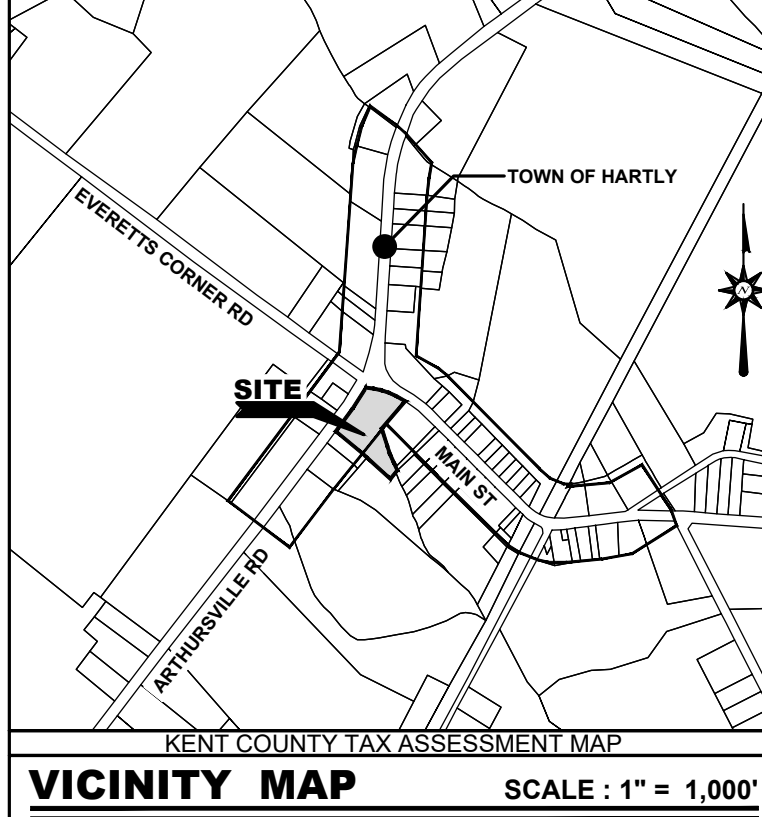 TOWN OF HARTLY
EVERETTS CORNER RD
N
SITE
MAIN ST
ARTHURSVILLE RD
KENT COUNTY TAX ASSESSMENT MAP
VICINITY MAP SCALE : 1" = 1,000'